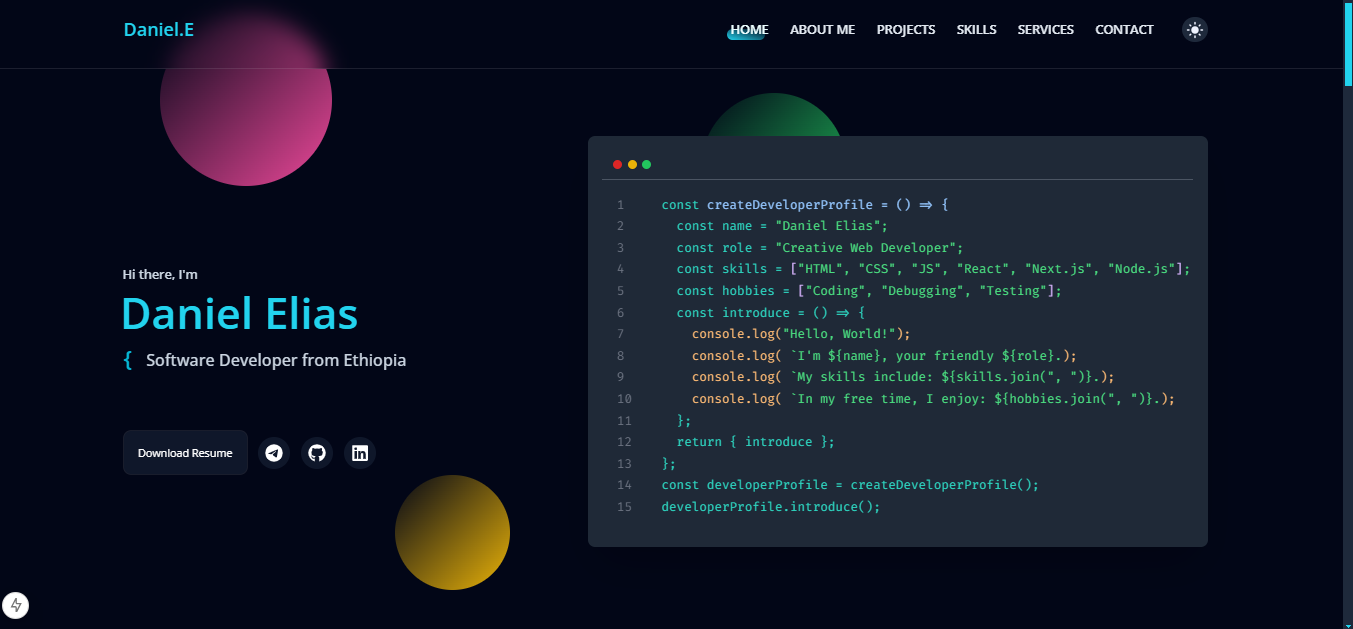 Daniel.E
HOME ABOUT ME PROJECTS SKILLS SERVICES CONTACT
Hi there, I'm
Daniel Elias
{ Software Developer from Ethiopia
Download Resume
1 const createDeveloperProfile = () => {
2 const name = "Daniel Elias";
3 const role = "Creative Web Developer";
4 const skills = ["HTML", "CSS", "JS", "React", "Next.js", "Node.js"];
5 const hobbies = ["Coding", "Debugging", "Testing"];
6 const introduce = () => {
7 console.log("Hello, World!");
8 console.log( `I'm ${name}, your friendly ${role}.);
9 console.log( `My skills include: ${skills.join(", ")}.);
10 console.log( `In my free time, I enjoy: ${hobbies.join(", ")}.);
11 };
12 return { introduce };
13 };
14 const developerProfile = createDeveloperProfile();
15 developerProfile.introduce();